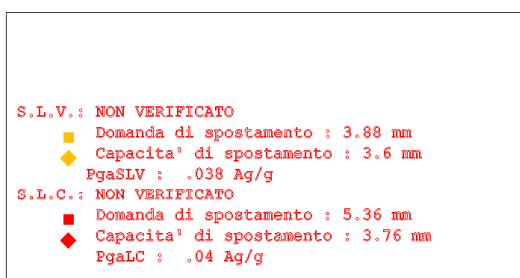 S.L.V.: NON VERIFICATO
Domanda di spostamento : 3.88 mm
Capacita' di spostamento : 3.6 mm
PgaSLV : .038 Ag/g
S.L.C.: NON VERIFICATO
Domanda di spostamento : 5.36 mm
Capacita' di spostamento : 3.76 mm
PgaLC : .04 Ag/g